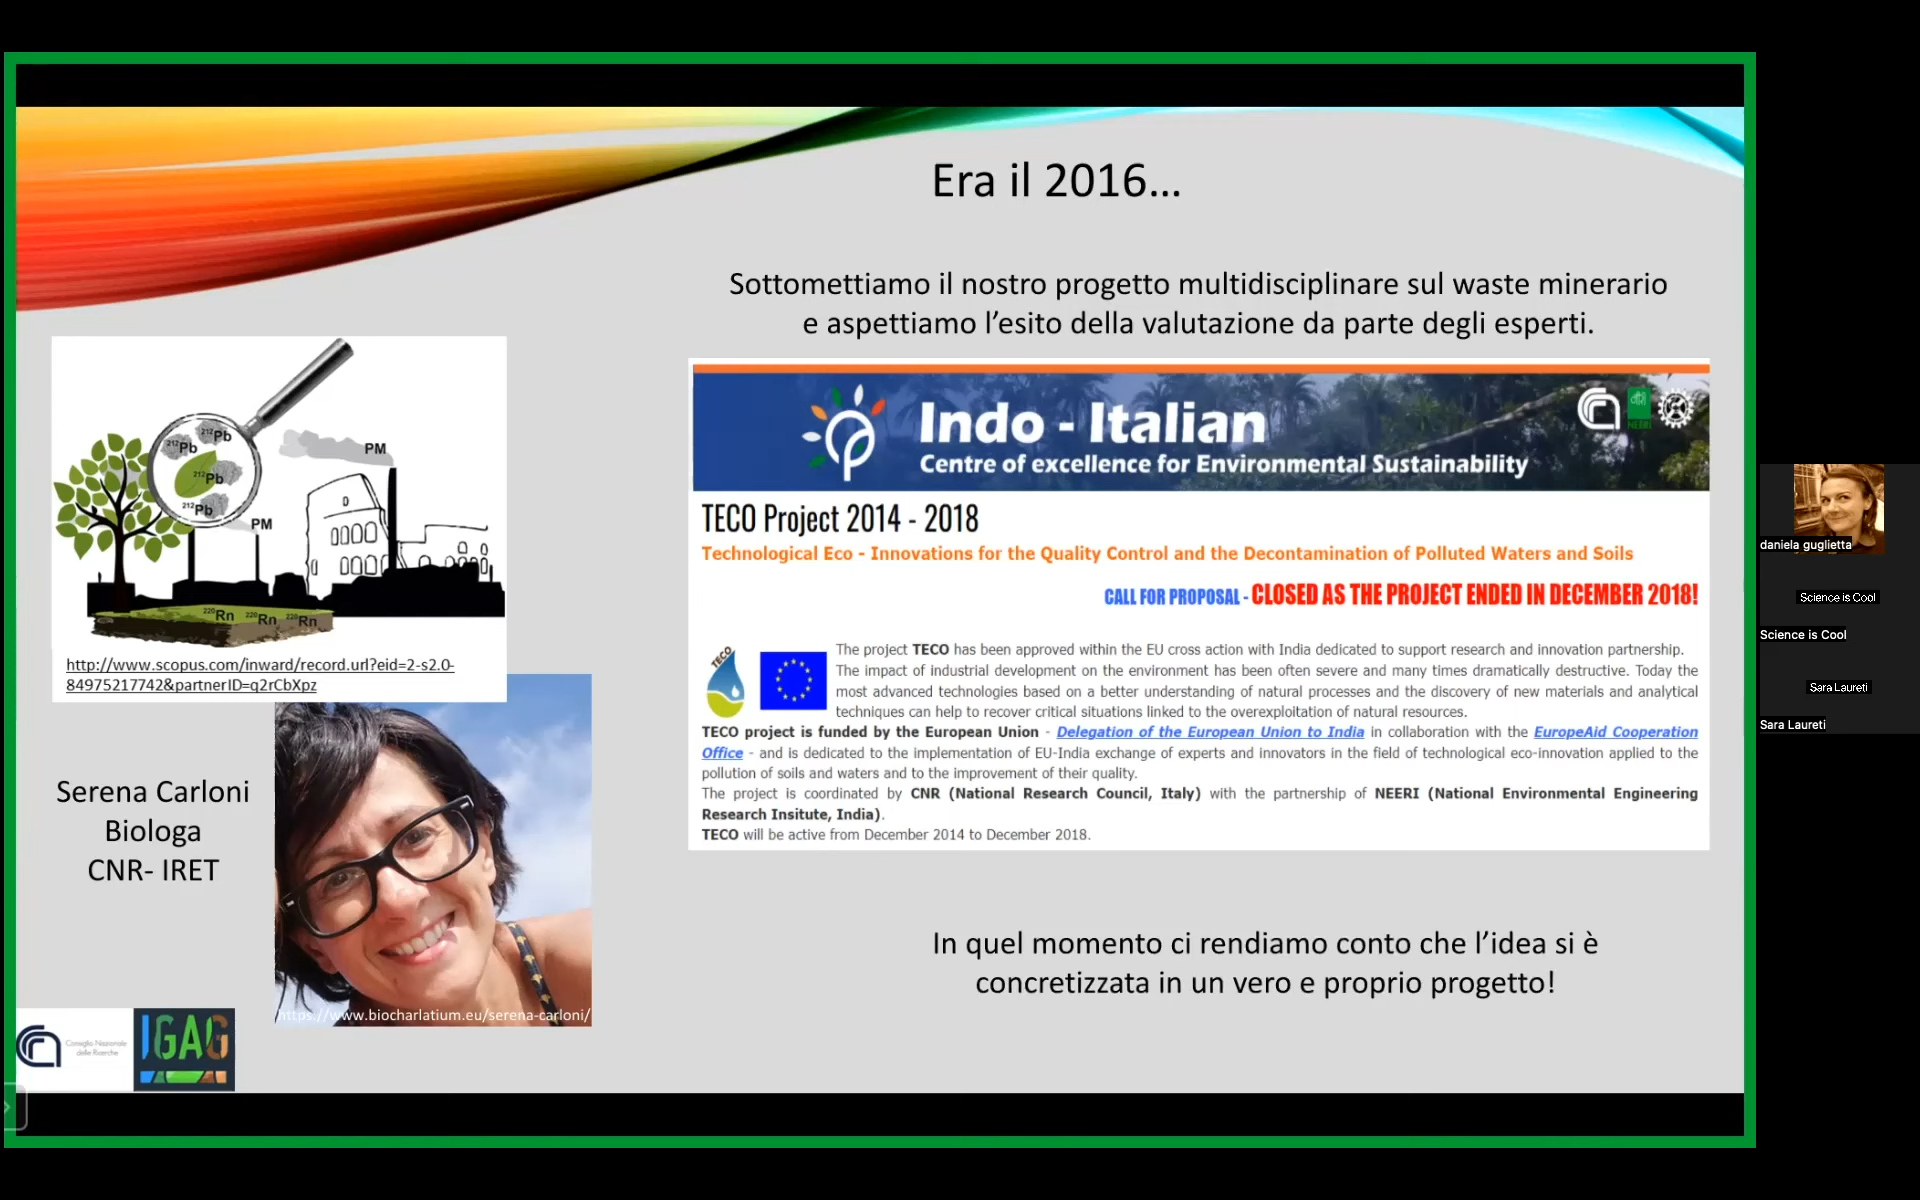 Era il 2016...
Sottomettiamo il nostro progetto multidisciplinare sul waste minerario
e aspettiamo l'esito della valutazione da parte degli esperti.
212Pb
212Pb
212Pb
212Pb
PM
PM
220Rn
220Rn
220Rn
http://www.scopus.com/inward/record.url?eid=2-s2.0-
84975217742&partnerID=q2rCbXpz
Serena Carloni
Biologa
CNR- IRET
https://www.biocharlatium.eu/serena-carloni/
Consiglio Nazionale
delle Ricerche
IGAG
Indo - Italian
Centre of excellence for Environmental Sustainability
NEERI
TECO Project 2014 - 2018
Technological Eco - Innovations for the Quality Control and the Decontamination of Polluted Waters and Soils
CALL FOR PROPOSAL - CLOSED AS THE PROJECT ENDED IN DECEMBER 2018!
TECO
The project TECO has been approved within the EU cross action with India dedicated to support research and innovation partnership.
The impact of industrial development on the environment has been often severe and many times dramatically destructive. Today the
most advanced technologies based on a better understanding of natural processes and the discovery of new materials and analytical
techniques can help to recover critical situations linked to the overexploitation of natural resources.
TECO project is funded by the European Union - Delegation of the European Union to India in collaboration with the EuropeAid Cooperation
Office - and is dedicated to the implementation of EU-India exchange of experts and innovators in the field of technological eco-innovation applied to the
pollution of soils and waters and to the improvement of their quality.
The project is coordinated by CNR (National Research Council, Italy) with the partnership of NEERI (National Environmental Engineering
Research Insitute, India).
TECO will be active from December 2014 to December 2018.
In quel momento ci rendiamo conto che l'idea si è
concretizzata in un vero e proprio progetto!
daniela guglietta
Science is Cool
Science is Cool
Sara Laureti
Sara Laureti